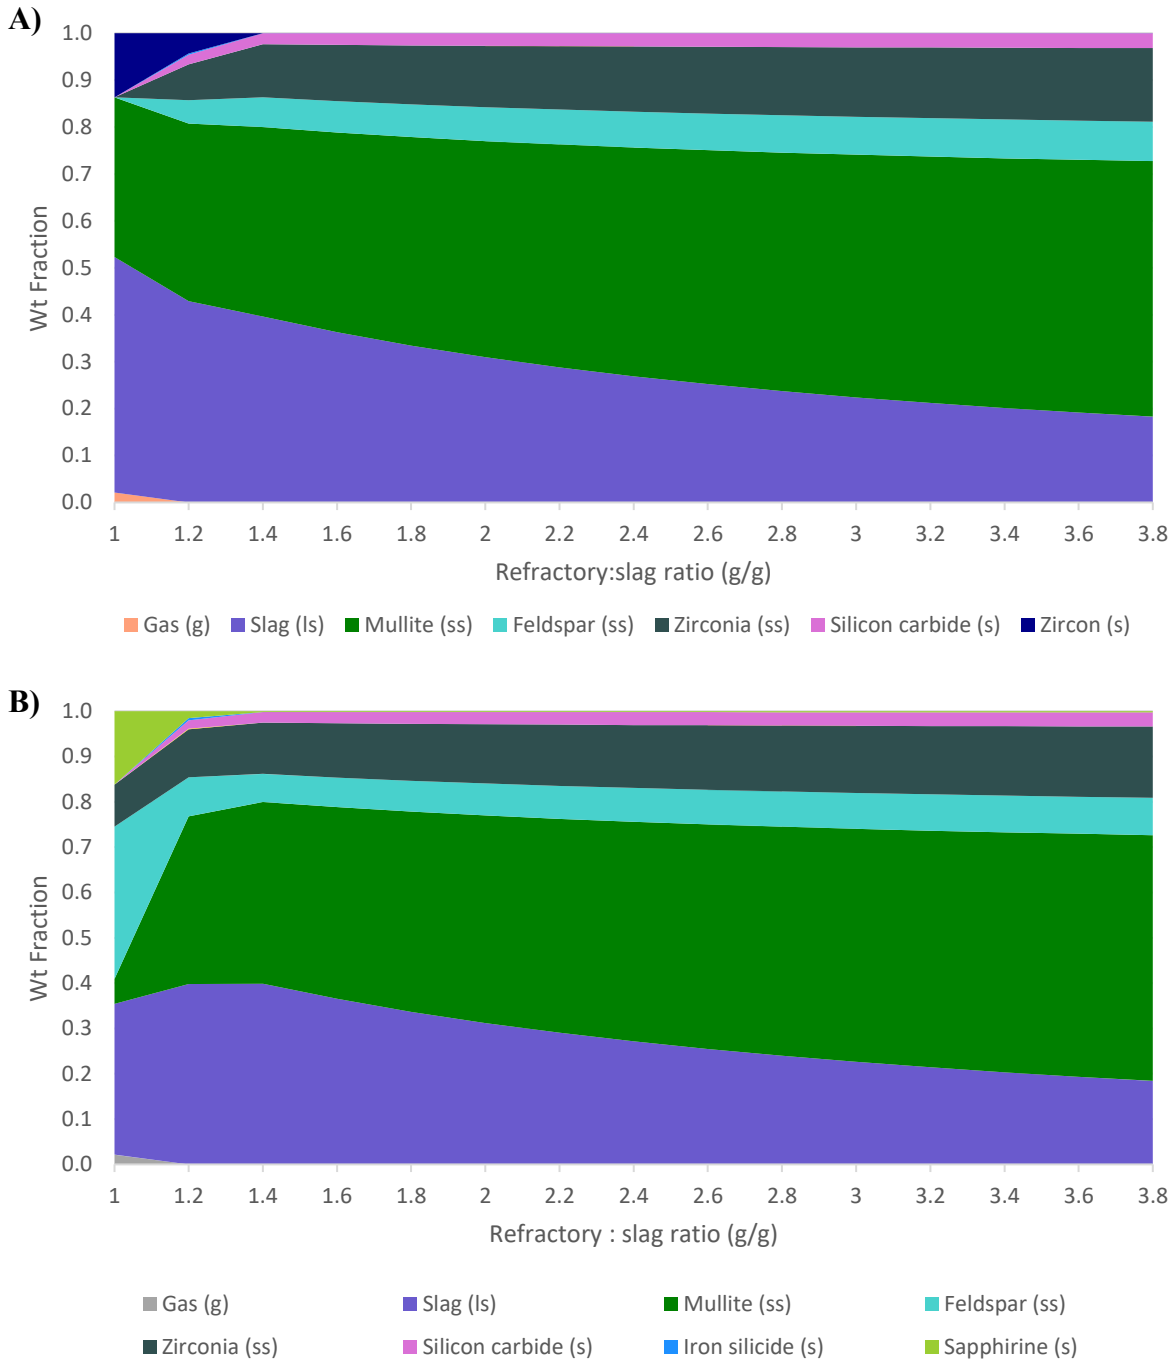 A)
1.0
0.9
0.8
0.7
0.6
0.5
0.4
0.3
0.2
0.1
0.0
Wt Fraction
1 1.2 1.4 1.6 1.8 2 2.2 2.4 2.6 2.8 3 3.2 3.4 3.6 3.8
Refractory:slag ratio (g/g)
Gas (g) Slag (ls) Mullite (ss) Feldspar (ss) Zirconia (ss) Silicon carbide (s) Zircon (s)
B)
1.0
0.9
0.8
0.7
0.6
0.5
0.4
0.3
0.2
0.1
0.0
Wt Fraction
1 1.2 1.4 1.6 1.8 2 2.2 2.4 2.6 2.8 3 3.2 3.4 3.6 3.8
Refractory : slag ratio (g/g)
Gas (g) Slag (ls) Mullite (ss) Feldspar (ss)
Zirconia (ss) Silicon carbide (s) Iron silicide (s) Sapphirine (s)